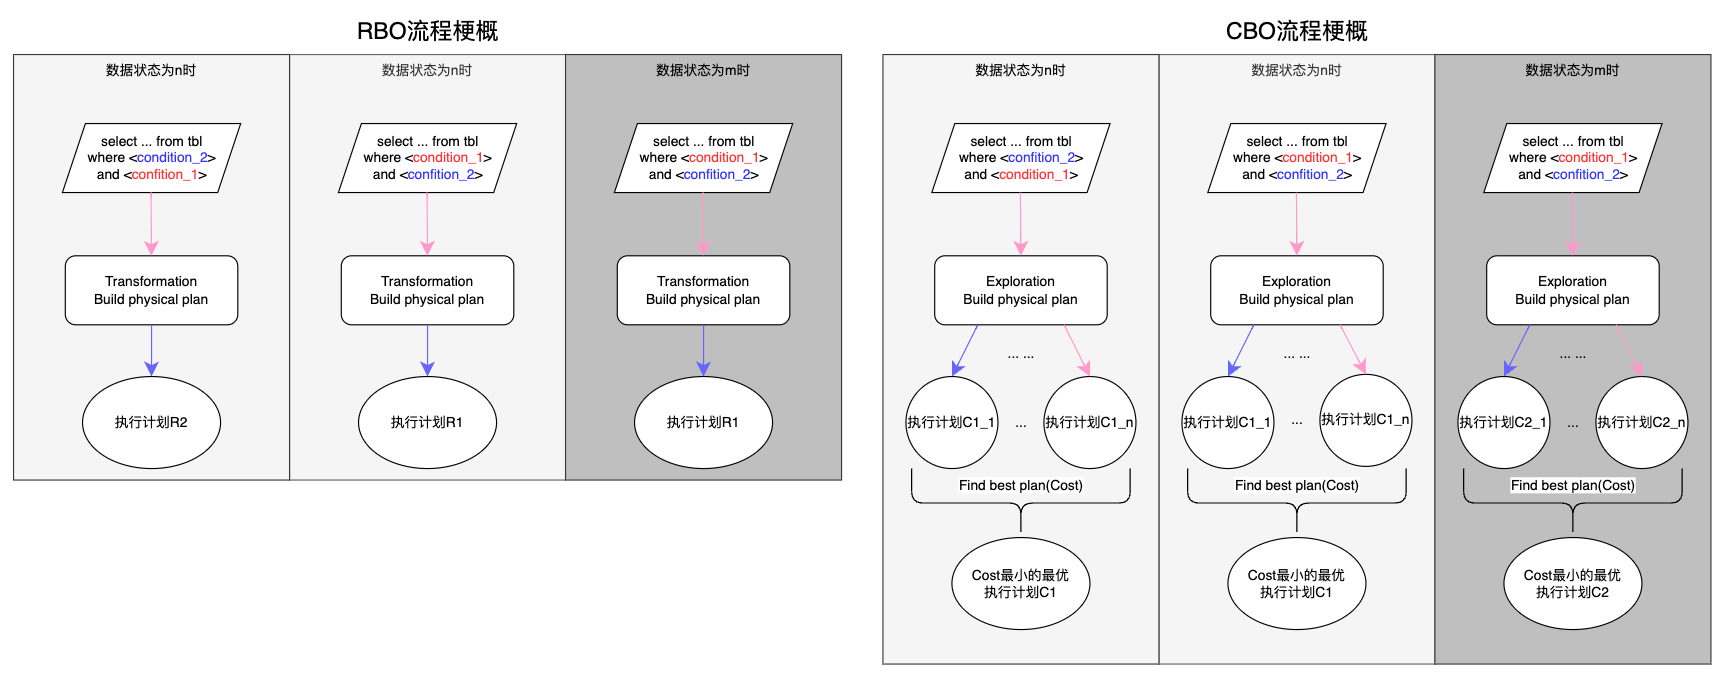 RBO流程梗概
数据状态为n时
select ... from tbl
where <condition_2>
and <confition_1>
Transformation
Build physical plan
执行计划R2
数据状态为n时
select ... from tbl
where <condition_1>
and <confition_2>
Transformation
Build physical plan
执行计划R1
数据状态为m时
select ... from tbl
where <condition_1>
and <confition_2>
Transformation
Build physical plan
执行计划R1
CBO流程梗概
数据状态为n时
select ... from tbl
where <confition_2>
and <condition_1>
Exploration
Build physical plan
... ...
执行计划C1_1
...
执行计划C1_n
Find best plan(Cost)
Cost最小的最优
执行计划C1
数据状态为n时
select ... from tbl
where <condition_1>
and <confition_2>
Exploration
Build physical plan
... ...
执行计划C1_1
...
执行计划C1_n
Find best plan(Cost)
Cost最小的最优
执行计划C1
数据状态为m时
select ... from tbl
where <condition_1>
and <confition_2>
Exploration
Build physical plan
... ...
执行计划C2_1
...
执行计划C2_n
Find best plan(Cost)
Cost最小的最优
执行计划C2